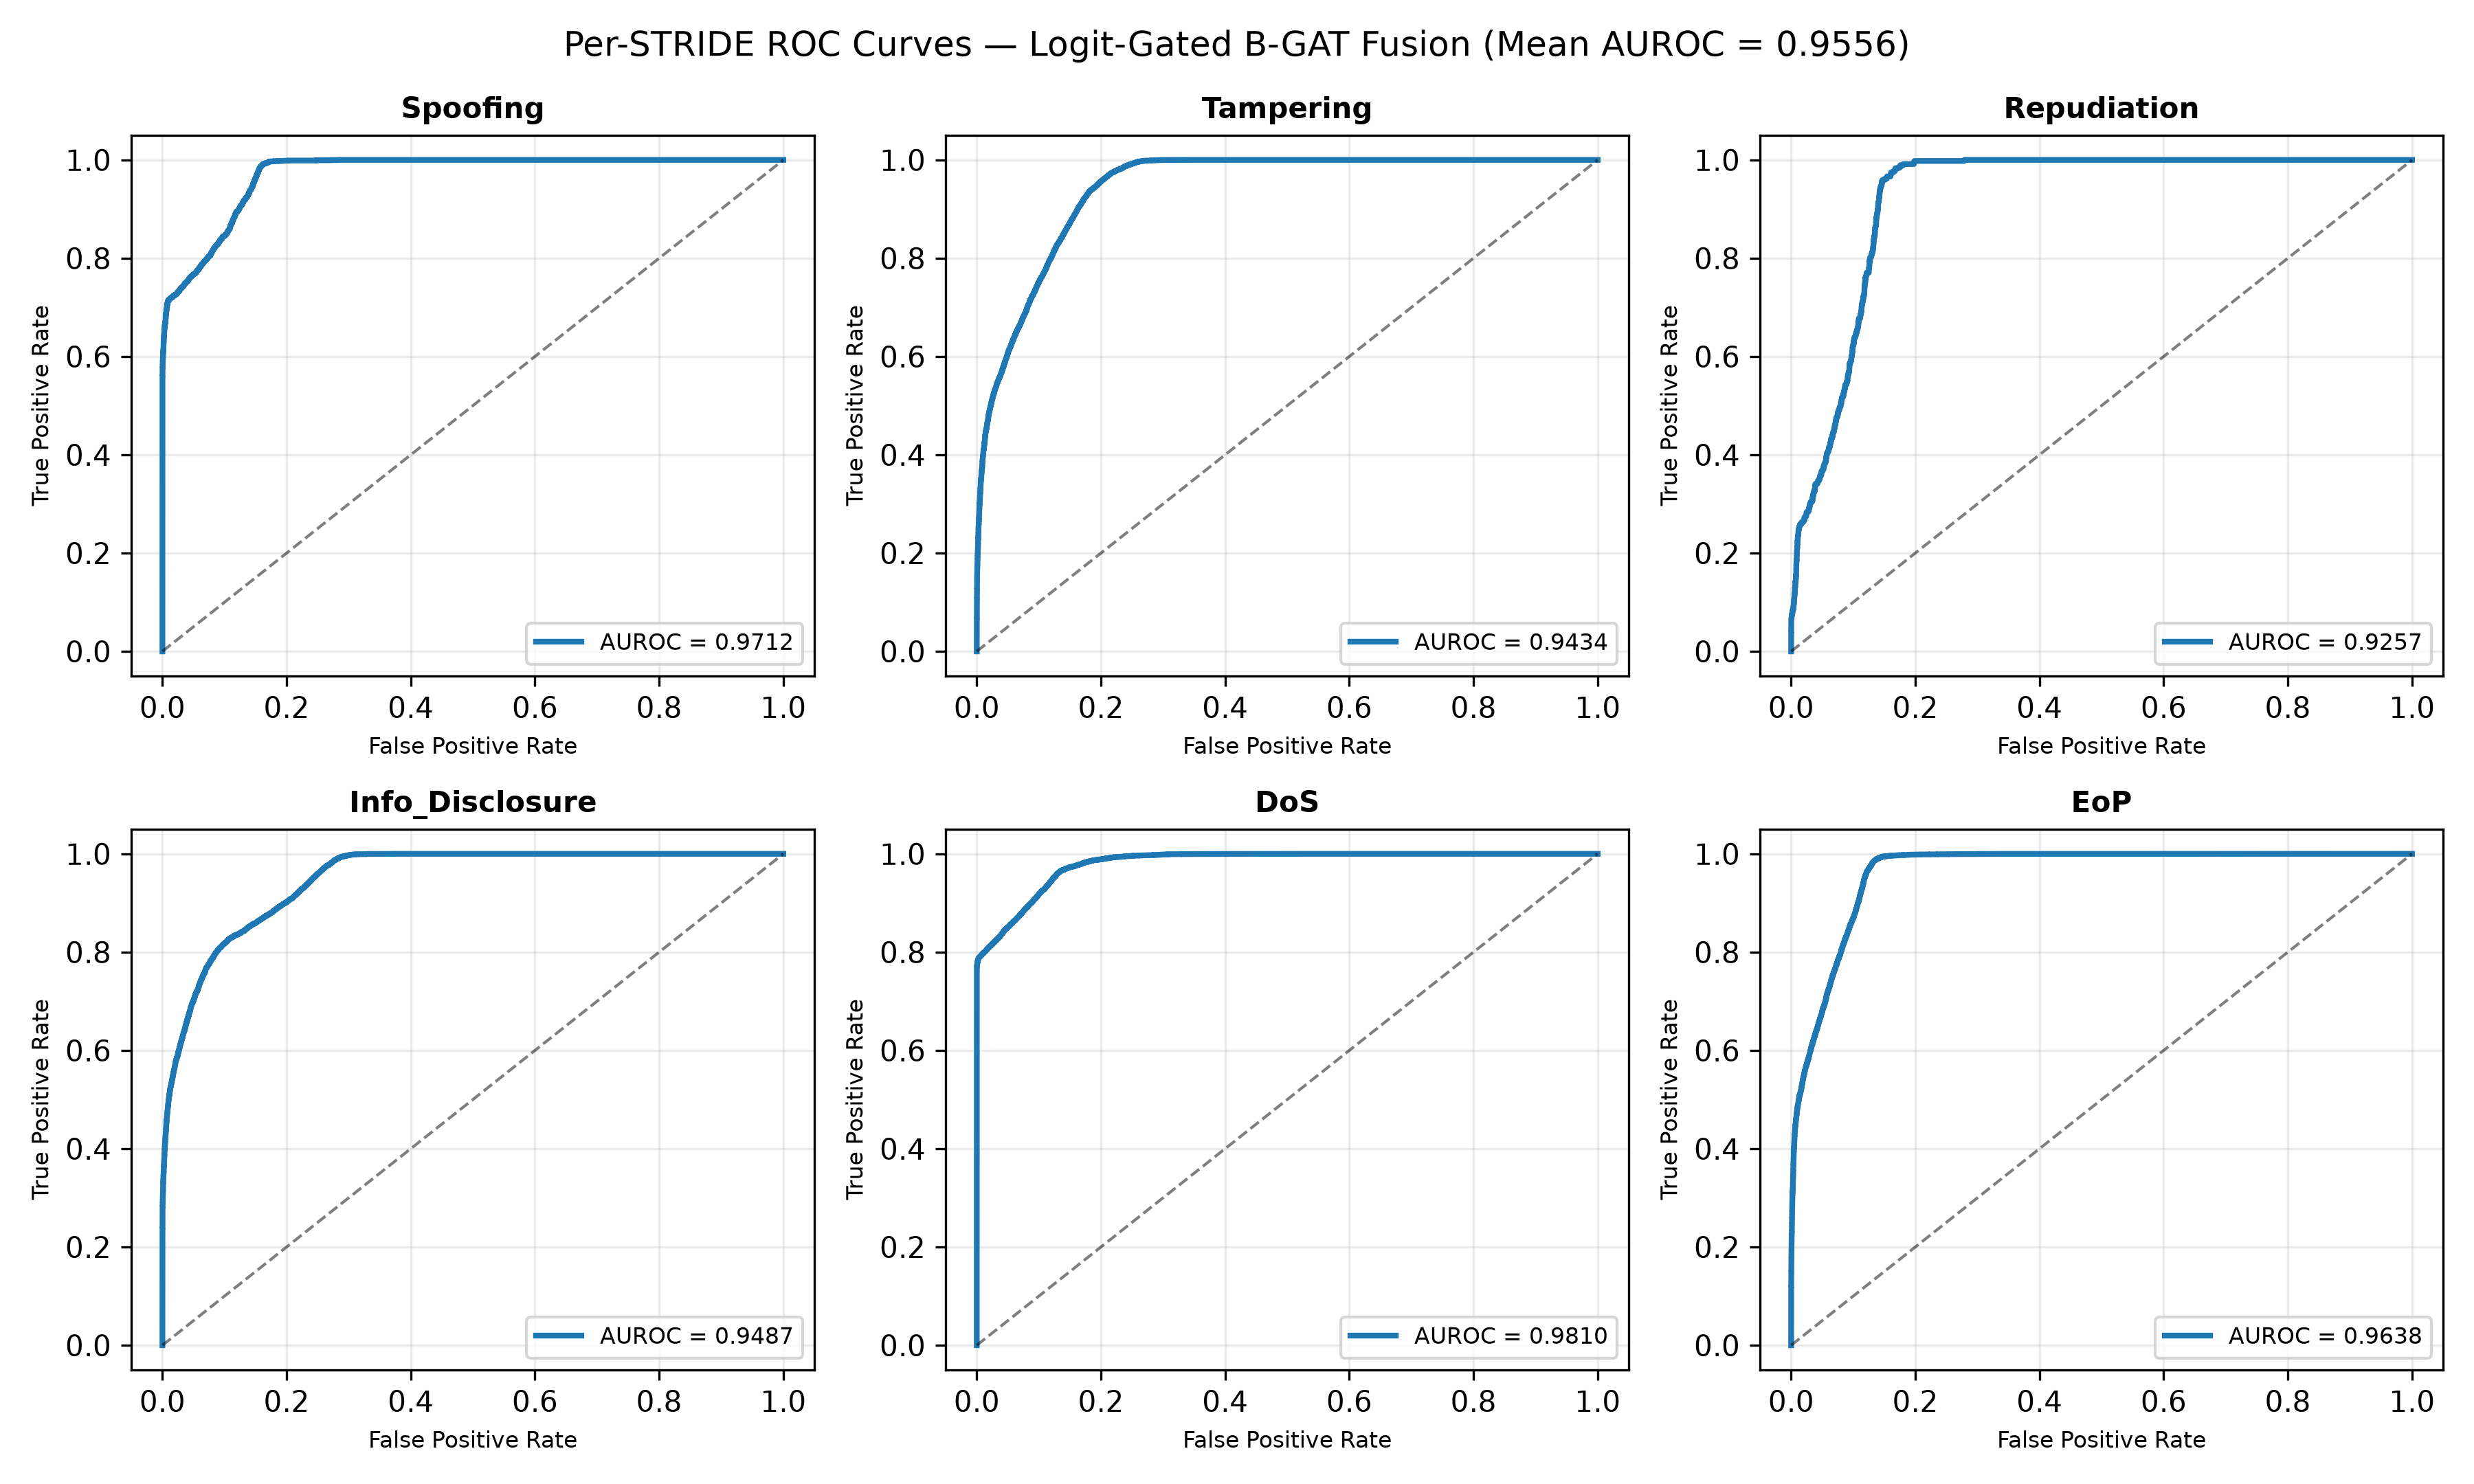 Per-STRIDE ROC Curves — Logit-Gated B-GAT Fusion (Mean AUROC = 0.9556)
Spoofing
True Positive Rate
1.0
0.8
0.6
0.4
0.2
0.0
AUROC = 0.9712
0.0 0.2 0.4 0.6 0.8 1.0
False Positive Rate
Tampering
True Positive Rate
1.0
0.8
0.6
0.4
0.2
0.0
AUROC = 0.9434
0.0 0.2 0.4 0.6 0.8 1.0
False Positive Rate
Repudiation
True Positive Rate
1.0
0.8
0.6
0.4
0.2
0.0
AUROC = 0.9257
0.0 0.2 0.4 0.6 0.8 1.0
False Positive Rate
Info_Disclosure
True Positive Rate
1.0
0.8
0.6
0.4
0.2
0.0
AUROC = 0.9487
0.0 0.2 0.4 0.6 0.8 1.0
False Positive Rate
DoS
True Positive Rate
1.0
0.8
0.6
0.4
0.2
0.0
AUROC = 0.9810
0.0 0.2 0.4 0.6 0.8 1.0
False Positive Rate
EoP
True Positive Rate
1.0
0.8
0.6
0.4
0.2
0.0
AUROC = 0.9638
0.0 0.2 0.4 0.6 0.8 1.0
False Positive Rate